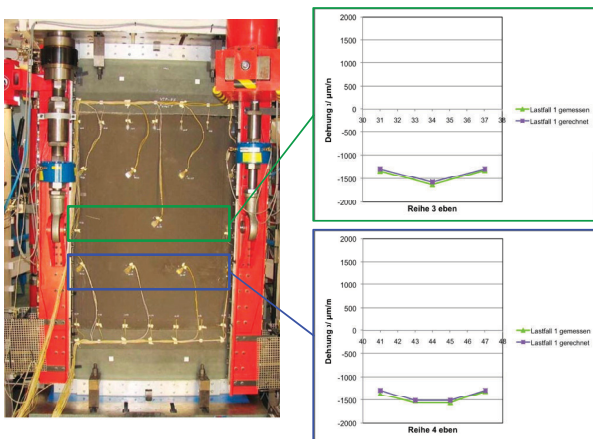 2000
1500
1000
500
0
-500
-1000
-1500
-2000
Dehnung ɛ/ µm/n
30 31 32 33 34 35 36 37 38
Lastfall 1 gemessen
Lastfall 1 gerechnet
Reihe 3 eben
2000
1500
1000
500
0
-500
-1000
-1500
-2000
Dehnung ɛ/ µm/m
40 41 42 43 44 45 46 47 48
Lastfall 1 gemessen
Lastfall 1 gerechnet
Reihe 4 eben